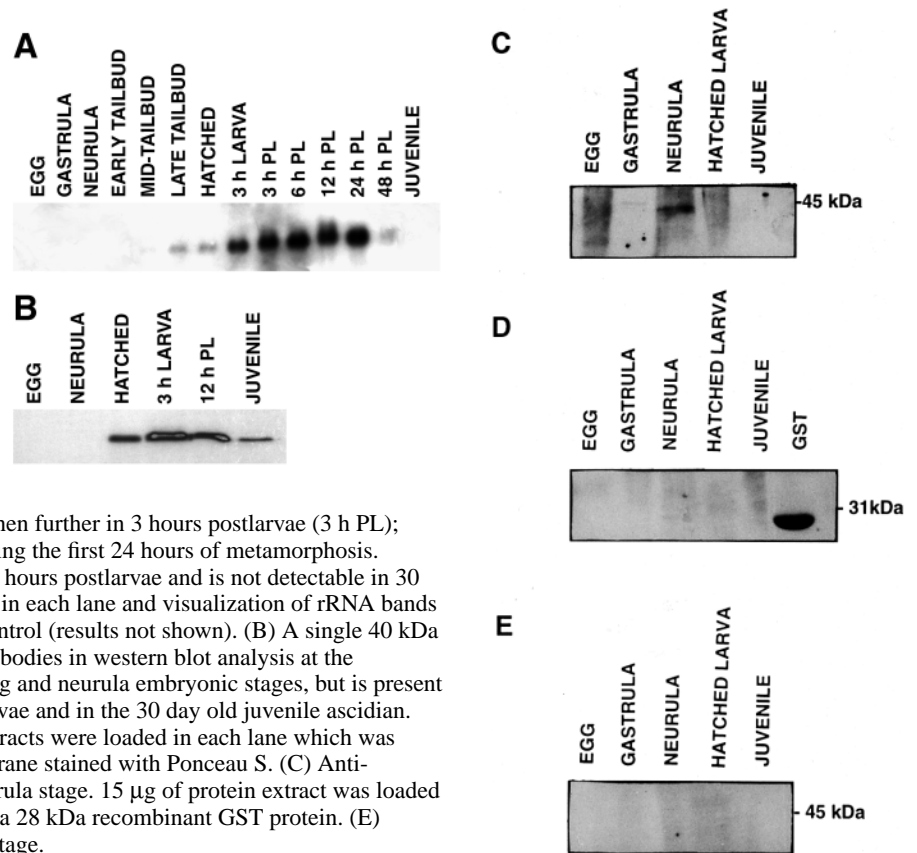 A
EGG
GASTRULA
NEURULA
EARLY TAILBUD
MID-TAILBUD
LATE TAILBUD
HATCHED
3 h LARVA
3 h PL
6 h PL
12 h PL
24 h PL
48 h PL
JUVENILE
B
EGG
NEURULA
HATCHED
3 h LARVA
12 h PL
JUVENILE
hen further in 3 hours postlarvae (3 h PL);
ing the first 24 hours of metamorphosis.
hours postlarvae and is not detectable in 30
in each lane and visualization of rRNA bands
ntrol (results not shown). (B) A single 40 kDa
bodies in western blot analysis at the
g and neurula embryonic stages, but is present
vae and in the 30 day old juvenile ascidian.
racts were loaded in each lane which was
rane stained with Ponceau S. (C) Anti-
rula stage. 15 µg of protein extract was loaded
a 28 kDa recombinant GST protein. (E)
tage.
C
EGG
GASTRULA
NEURULA
HATCHED LARVA
JUVENILE
45 kDa
D
EGG
GASTRULA
NEURULA
HATCHED LARVA
JUVENILE
GST
31kDa
E
EGG
GASTRULA
NEURULA
HATCHED LARVA
JUVENILE
45 kDa